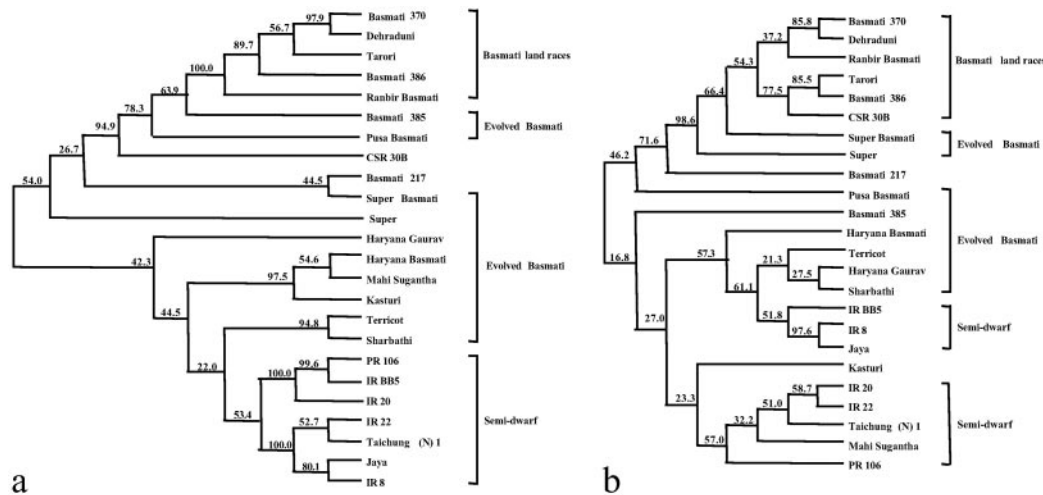 97.9
Basmati 370
Dehraduni
56.7
Tarori
89.7
Basmati 386
100.0
Ranbir Basmati
63.9
Basmati 385
78.3
Pusa Basmati
94.9
CSR 30B
26.7
Basmati 217
44.5
Super Basmati
54.0
Super
Haryana Gaurav
42.3
Haryana Basmati
54.6
Mahi Sugantha
97.5
Kasturi
44.5
Terricot
94.8
Sharbathi
22.0
PR 106
99.6
IR BB5
100.0
IR 20
53.4
IR 22
52.7
Taichung (N) 1
100.0
Jaya
80.1
IR 8
Basmati land races
Evolved Basmati
Evolved Basmati
Semi-dwarf
a
85.8
Basmati 370
Dehraduni
37.2
Ranbir Basmati
54.3
85.5
Tarori
Basmati 386
77.5
CSR 30B
66.4
Super Basmati
98.6
Super
71.6
Basmati 217
46.2
Pusa Basmati
Basmati 385
16.8
Haryana Basmati
57.3
Terricot
21.3
Haryana Gaurav
27.5
Sharbathi
61.1
IR BB5
51.8
IR 8
97.6
Jaya
27.0
Kasturi
23.3
IR 20
58.7
IR 22
51.0
Taichung (N) 1
32.2
Mahi Sugantha
57.0
PR 106
Basmati land races
Evolved Basmati
Evolved Basmati
Semi-dwarf
Semi-dwarf
b